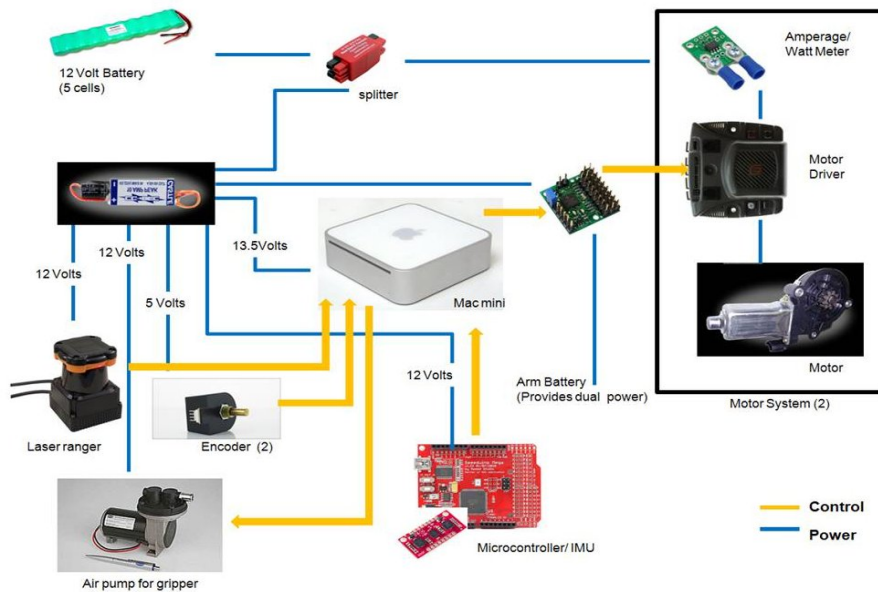 12 Volt Battery
(5 cells)
splitter
Amperage/
Watt Meter
Motor
Driver
13.5Volts
12 Volts
12 Volts
5 Volts
Mac mini
Motor
12 Volts
Arm Battery
(Provides dual power)
Motor System (2)
Laser ranger
Encoder (2)
Control
Power
Microcontroller/ IMU
Air pump for gripper